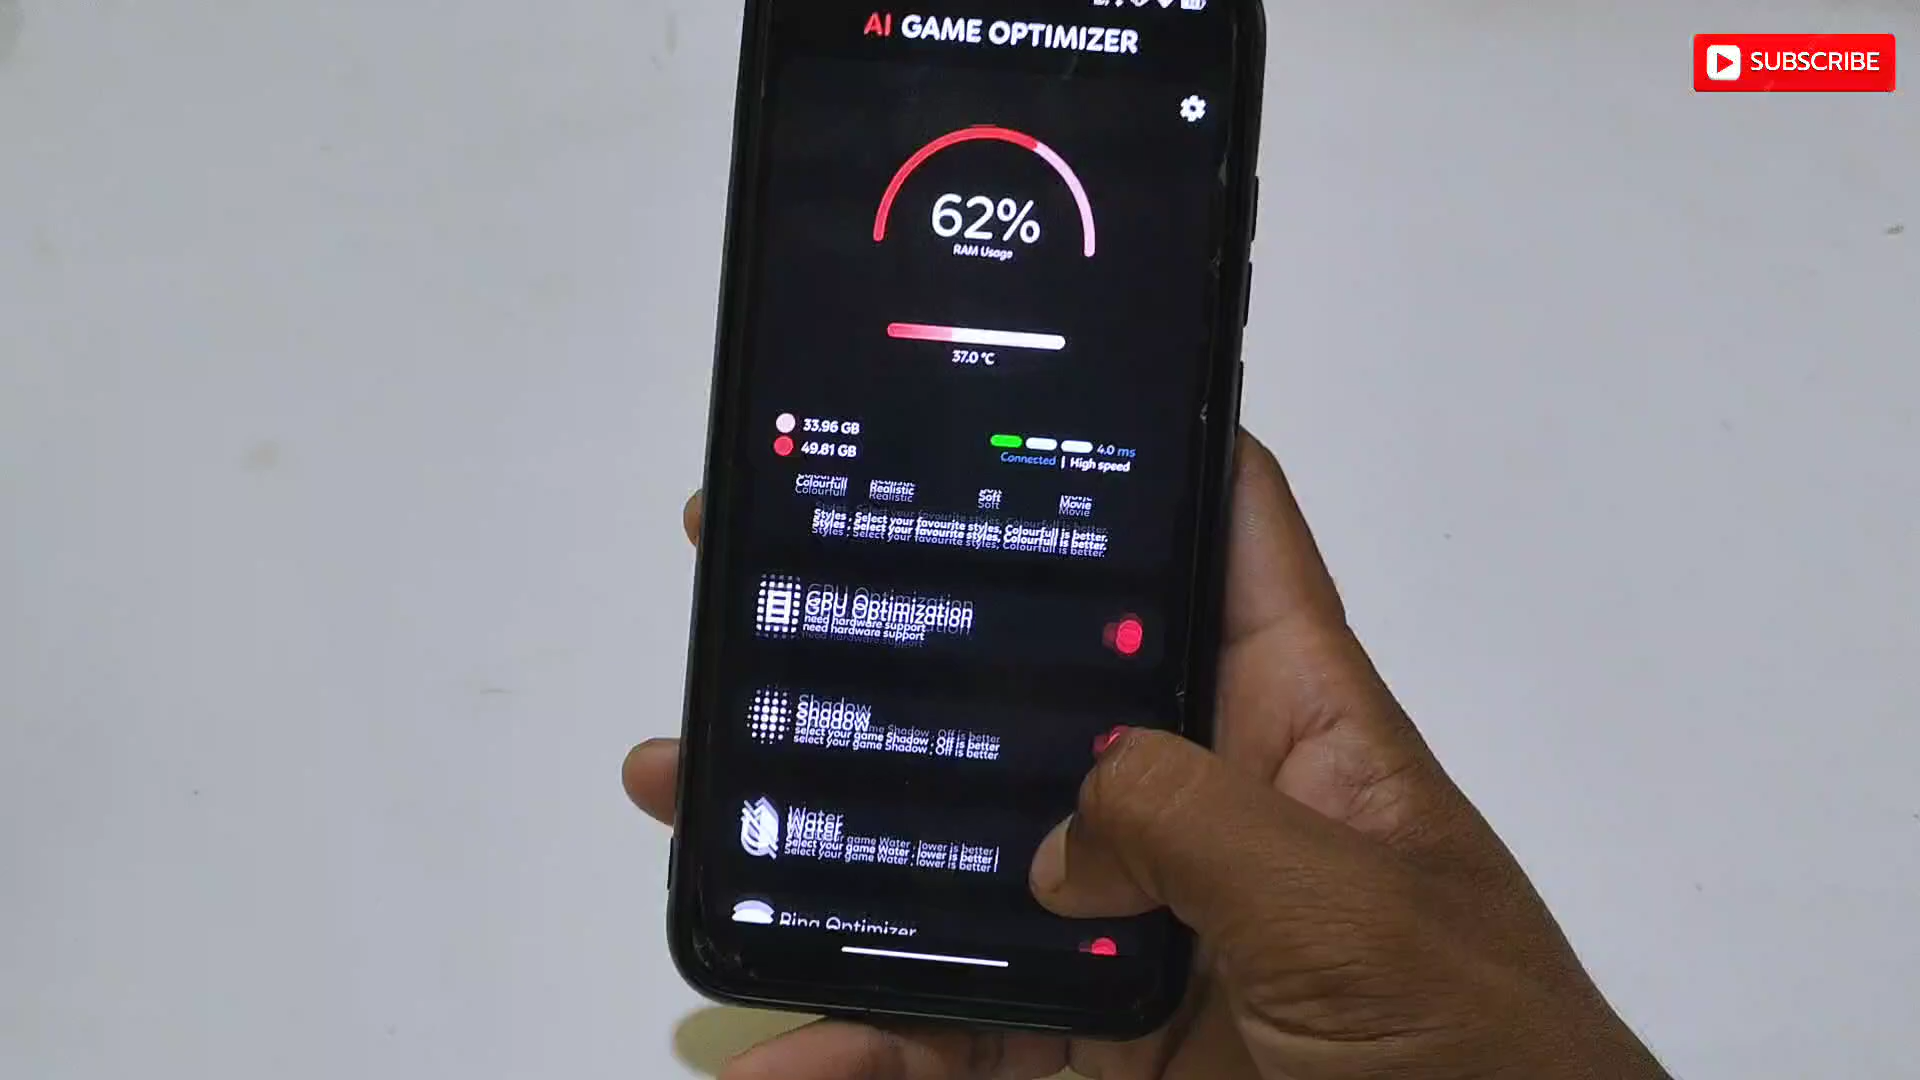 AI GAME OPTIMIZER
SUBSCRIBE
62%
RAM Usage
37.0 °C
33.96 GB
49.81 GB
4.0 ms
Connected | High speed
Colourfull Realistic Soft Movie
Styles , Select your favourite styles, Colourfull is better.
GPU Optimization
need hardware support
Shadow
select your game Shadow , Off is better
Water
Select your game Water , lower is better
Ping Optimizer